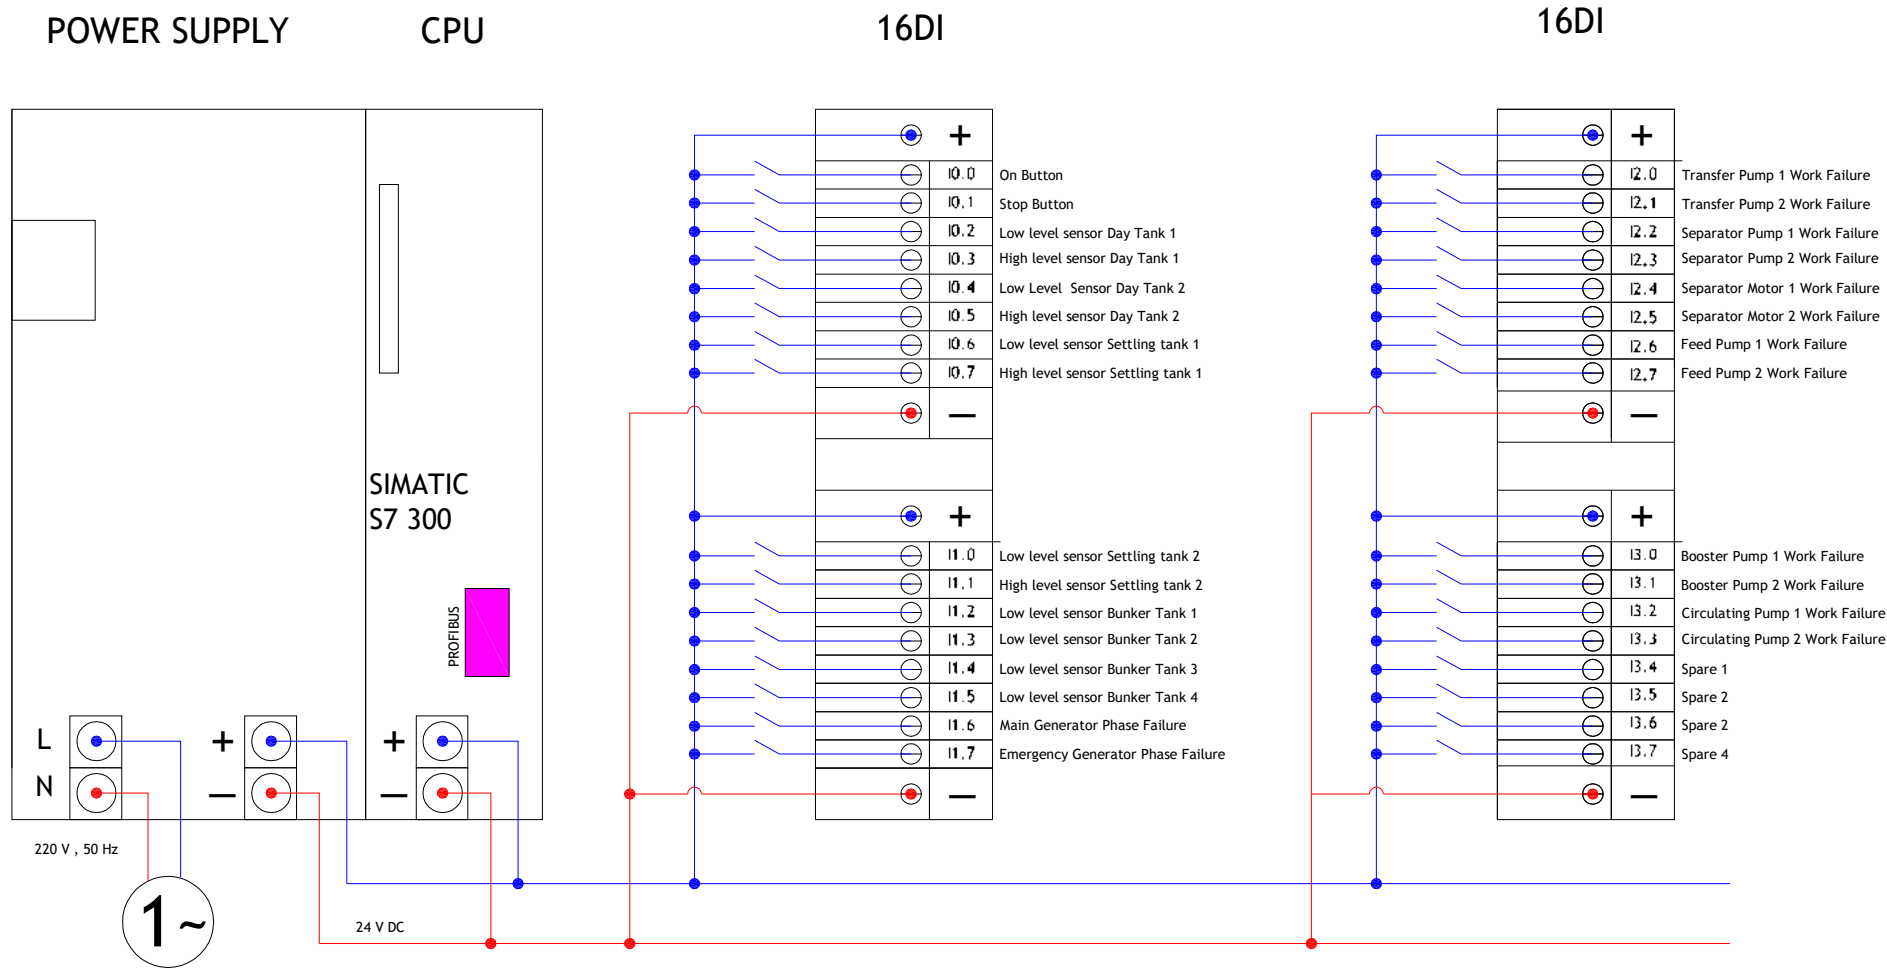 POWER SUPPLY
CPU
16DI
16DI
+
I0.0 On Button
I0.1 Stop Button
I0.2 Low level sensor Day Tank 1
I0.3 High level sensor Day Tank 1
I0.4 Low Level Sensor Day Tank 2
I0.5 High level sensor Day Tank 2
I0.6 Low level sensor Settling tank 1
I0.7 High level sensor Settling tank 1
—
+
I1.0 Low level sensor Settling tank 2
I1.1 High level sensor Settling tank 2
I1.2 Low level sensor Bunker Tank 1
I1.3 Low level sensor Bunker Tank 2
I1.4 Low level sensor Bunker Tank 3
I1.5 Low level sensor Bunker Tank 4
I1.6 Main Generator Phase Failure
I1.7 Emergency Generator Phase Failure
—
+
I2.0 Transfer Pump 1 Work Failure
I2.1 Transfer Pump 2 Work Failure
I2.2 Separator Pump 1 Work Failure
I2.3 Separator Pump 2 Work Failure
I2.4 Separator Motor 1 Work Failure
I2.5 Separator Motor 2 Work Failure
I2.6 Feed Pump 1 Work Failure
I2.7 Feed Pump 2 Work Failure
—
+
I3.0 Booster Pump 1 Work Failure
I3.1 Booster Pump 2 Work Failure
I3.2 Circulating Pump 1 Work Failure
I3.3 Circulating Pump 2 Work Failure
I3.4 Spare 1
I3.5 Spare 2
I3.6 Spare 2
I3.7 Spare 4
—
SIMATIC
S7 300
PROFIBUS
L + +
N — —
220 V , 50 Hz
1~
24 V DC